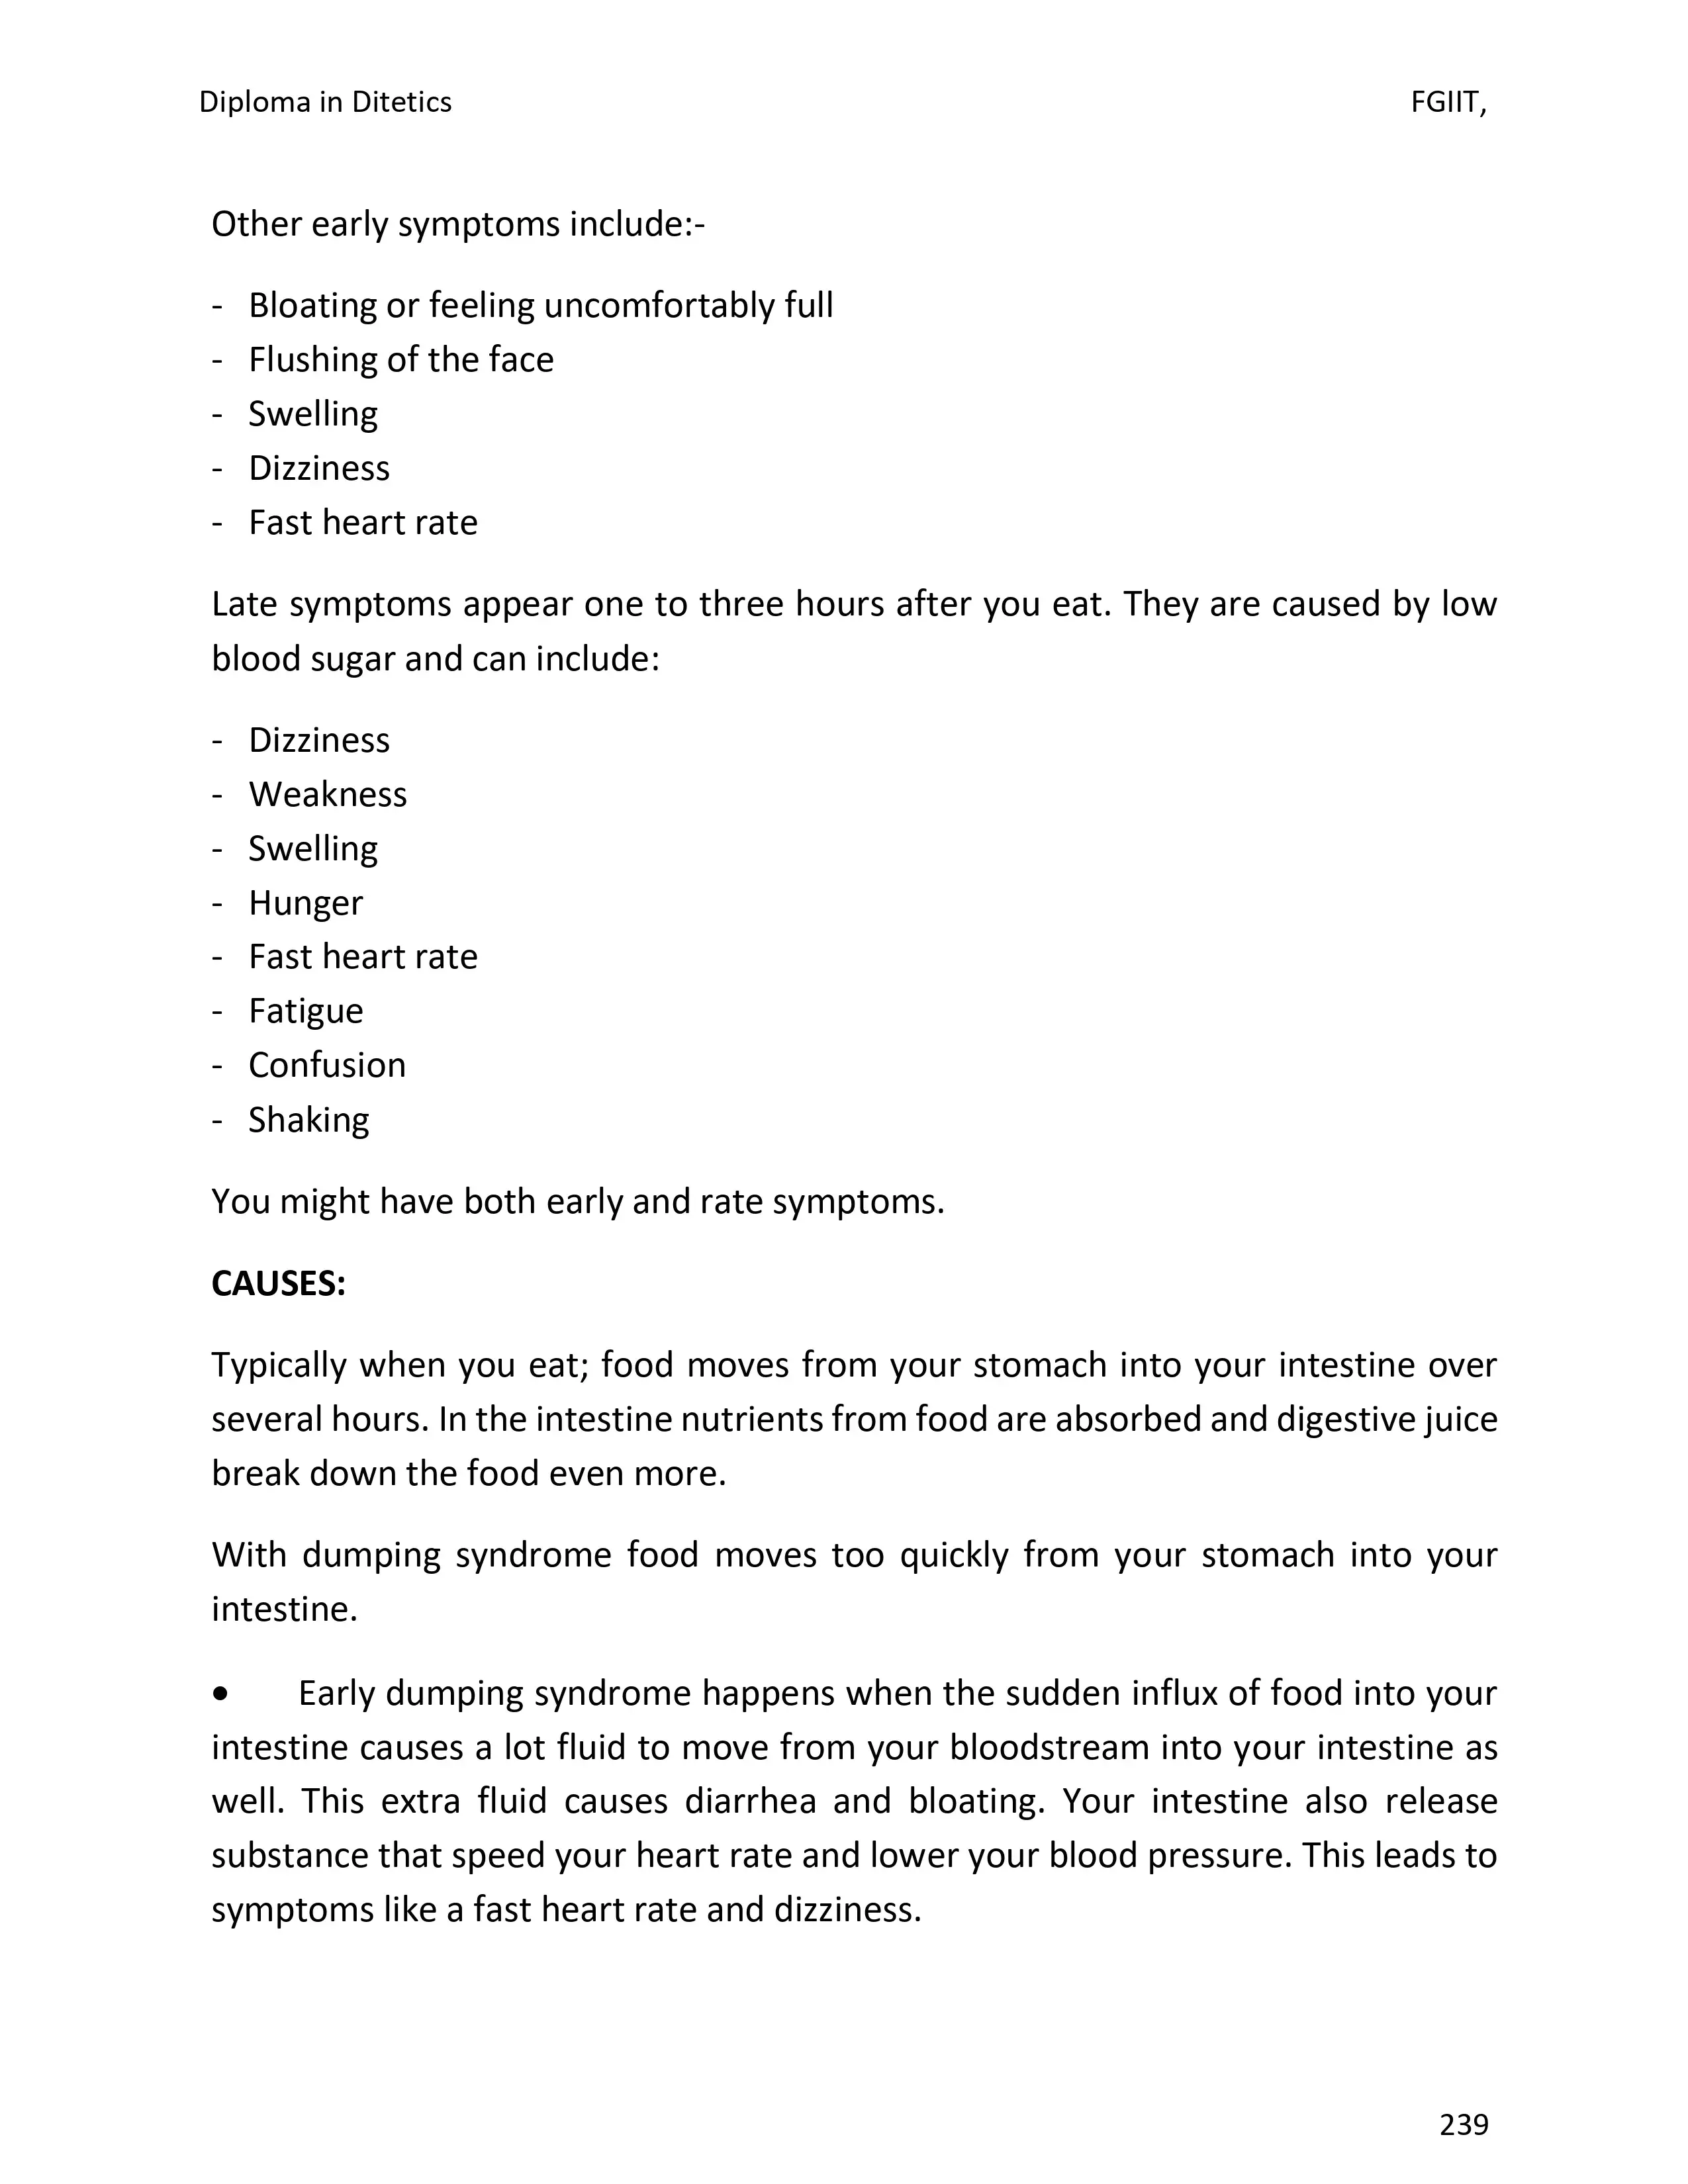 Diploma in Ditetics FGIIT,
Other early symptoms include:-
- Bloating or feeling uncomfortably full
- Flushing of the face
- Swelling
- Dizziness
- Fast heart rate
Late symptoms appear one to three hours after you eat. They are caused by low
blood sugar and can include:
- Dizziness
- Weakness
- Swelling
- Hunger
- Fast heart rate
- Fatigue
- Confusion
- Shaking
You might have both early and rate symptoms.
CAUSES:
Typically when you eat; food moves from your stomach into your intestine over
several hours. In the intestine nutrients from food are absorbed and digestive juice
break down the food even more.
With dumping syndrome food moves too quickly from your stomach into your
intestine.
• Early dumping syndrome happens when the sudden influx of food into your
intestine causes a lot fluid to move from your bloodstream into your intestine as
well. This extra fluid causes diarrhea and bloating. Your intestine also release
substance that speed your heart rate and lower your blood pressure. This leads to
symptoms like a fast heart rate and dizziness.
239